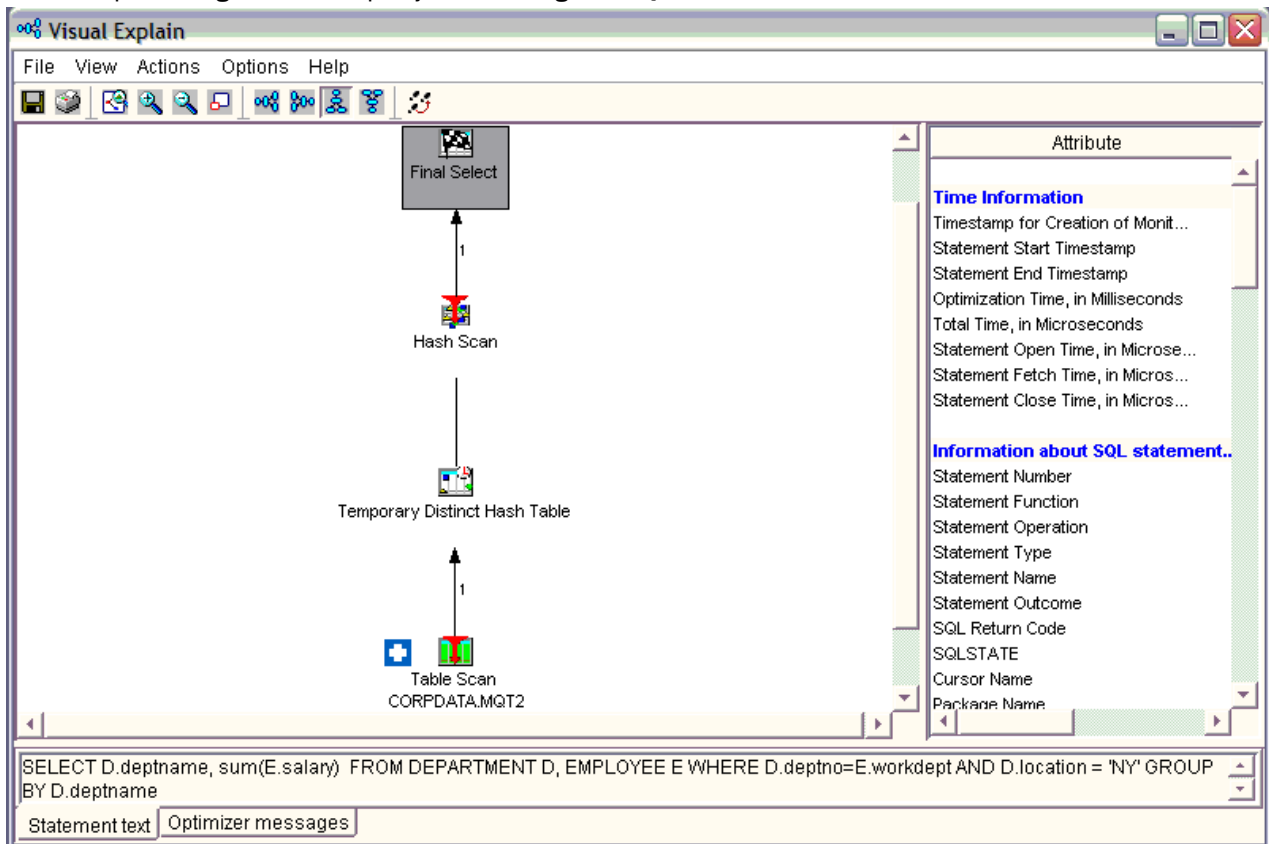 Visual Explain
File View Actions Options Help
Final Select
1
Hash Scan
Temporary Distinct Hash Table
1
Table Scan
CORPDATA.MQT2
Attribute
Time Information
Timestamp for Creation of Monit...
Statement Start Timestamp
Statement End Timestamp
Optimization Time, in Milliseconds
Total Time, in Microseconds
Statement Open Time, in Microse...
Statement Fetch Time, in Micros...
Statement Close Time, in Micros...
Information about SQL statement..
Statement Number
Statement Function
Statement Operation
Statement Type
Statement Name
Statement Outcome
SQL Return Code
SQLSTATE
Cursor Name
Package Name
SELECT D.deptname, sum(E.salary) FROM DEPARTMENT D, EMPLOYEE E WHERE D.deptno=E.workdept AND D.location = 'NY' GROUP
BY D.deptname
Statement text Optimizer messages